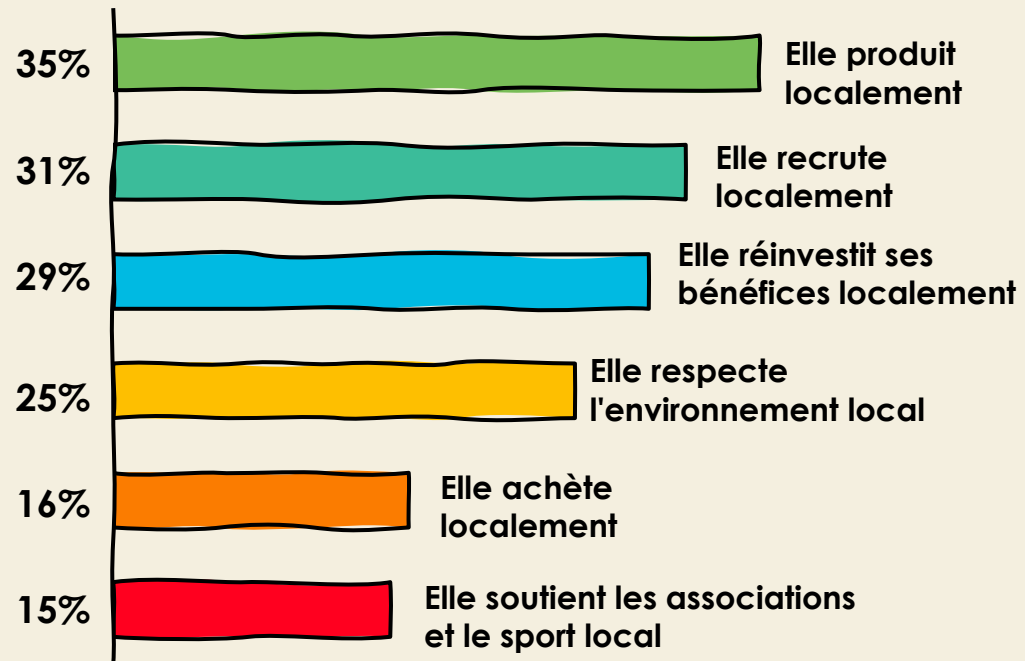 35%
Elle produit
localement
31%
Elle recrute
localement
29%
Elle réinvestit ses
bénéfices localement
25%
Elle respecte
l'environnement local
16%
Elle achète
localement
15%
Elle soutient les associations
et le sport local